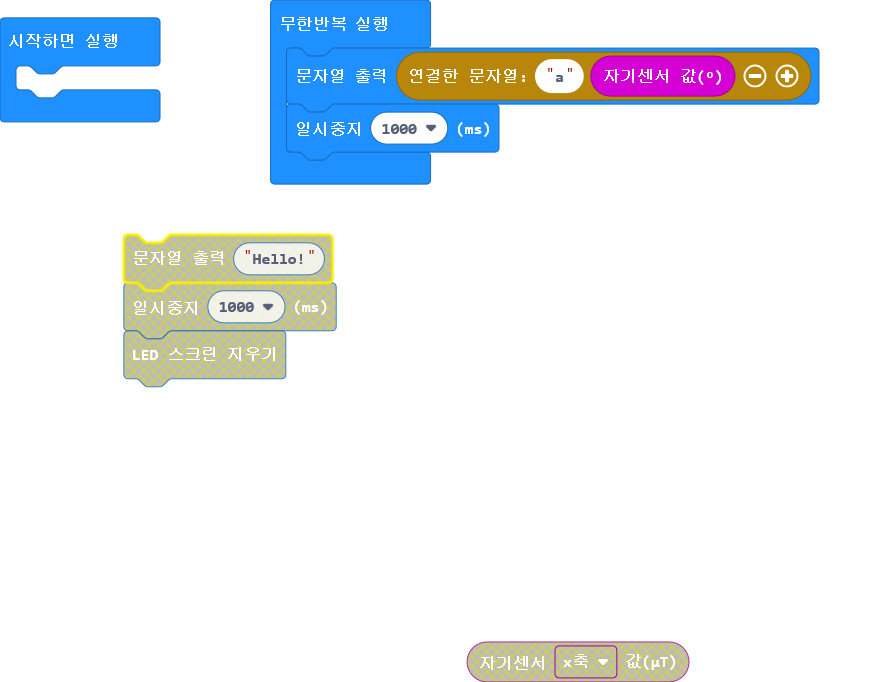 시작하면 실행
무한반복 실행
문자열 출력 연결한 문자열: "a" 자기센서 값(º)
일시중지 1000 (ms)
문자열 출력 "Hello!"
일시중지 1000 (ms)
LED 스크린 지우기
자기센서 x축 값(µT)